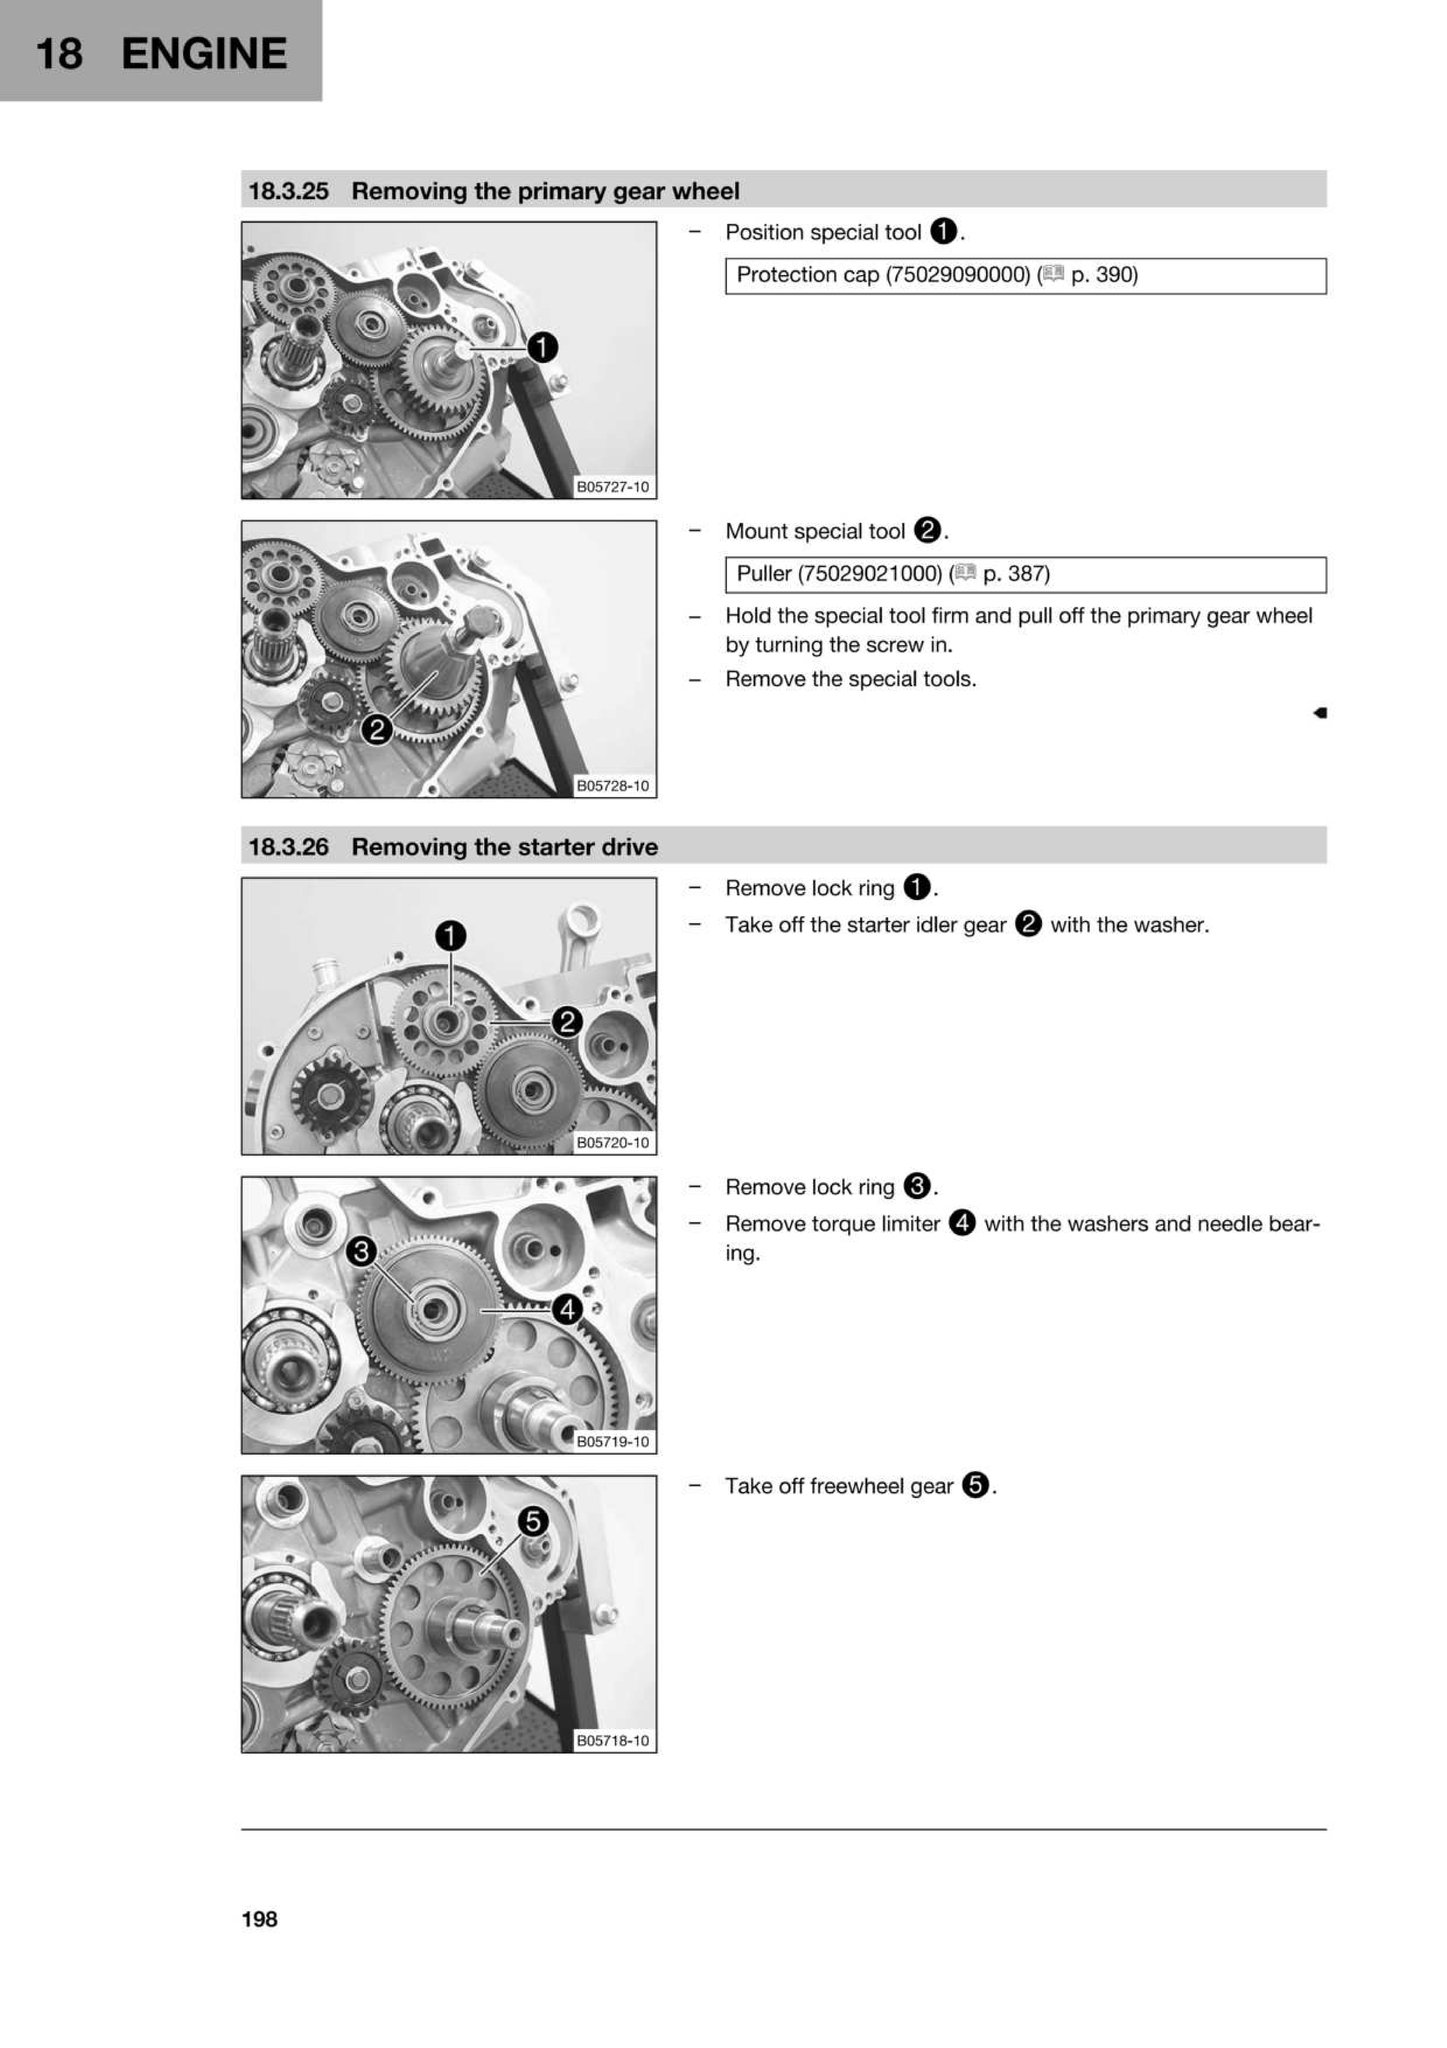 18 ENGINE
18.3.25 Removing the primary gear wheel
– Position special tool 1.
Protection cap (75029090000) ( p. 390)
1
B05727-10
– Mount special tool 2.
Puller (75029021000) ( p. 387)
– Hold the special tool firm and pull off the primary gear wheel
by turning the screw in.
– Remove the special tools.
2
B05728-10
18.3.26 Removing the starter drive
– Remove lock ring 1.
– Take off the starter idler gear 2 with the washer.
1
2
B05720-10
– Remove lock ring 3.
– Remove torque limiter 4 with the washers and needle bear-
ing.
3
4
B05719-10
– Take off freewheel gear 5.
5
B05718-10
198